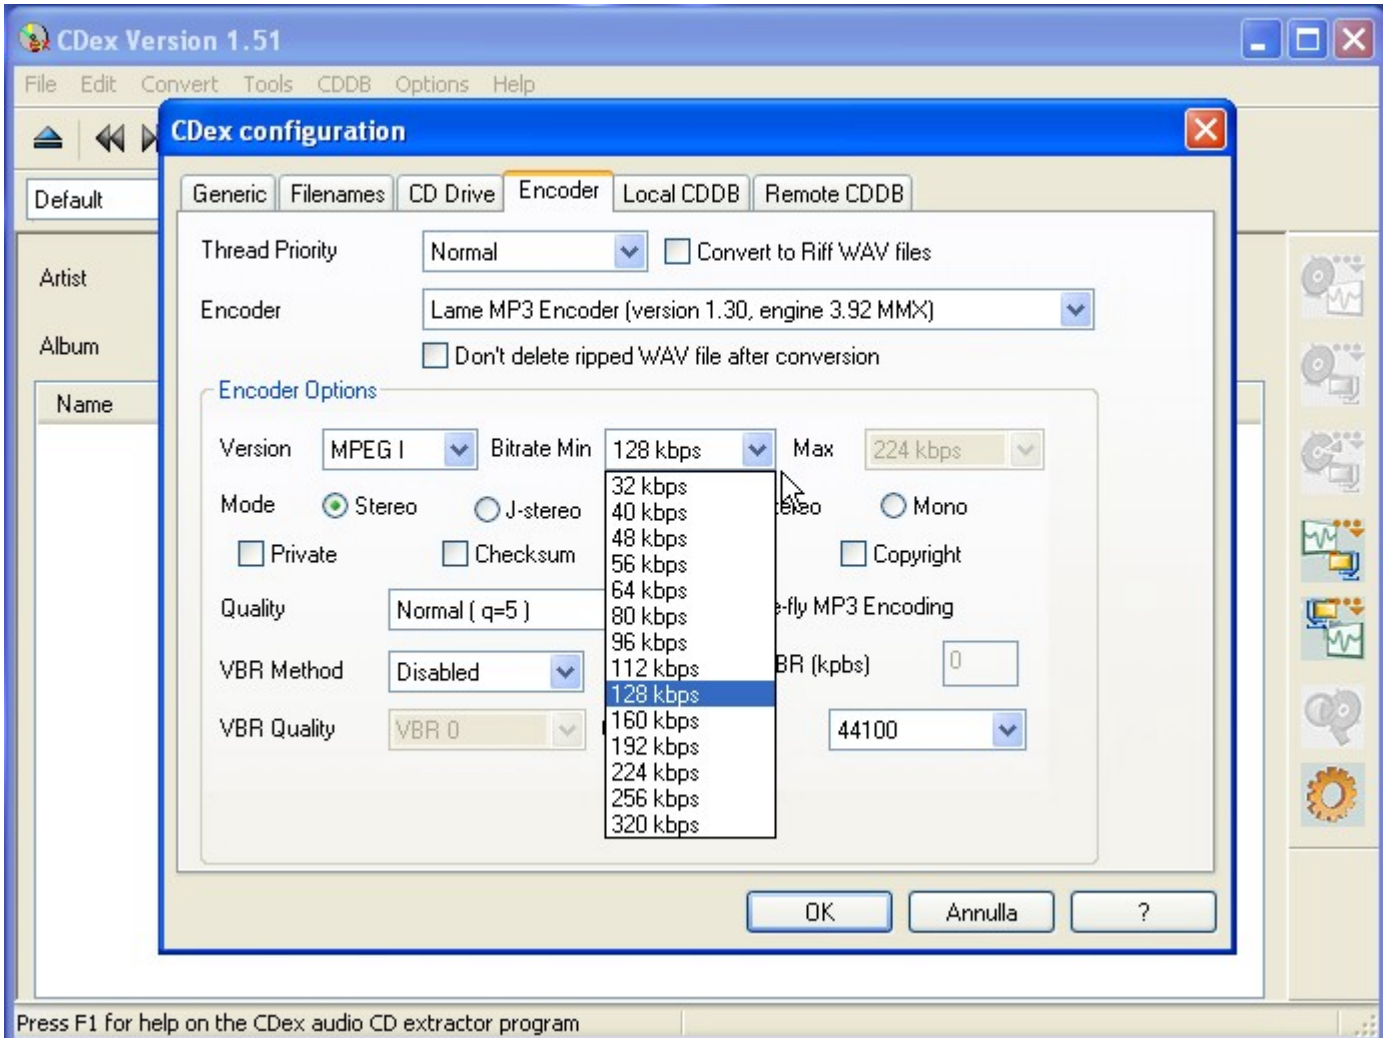 CDex Version 1.51
File Edit Convert Tools CDDB Options Help
CDex configuration
Default
Generic Filenames CD Drive Encoder Local CDDB Remote CDDB
Thread Priority Normal Convert to Riff WAV files
Artist
Encoder Lame MP3 Encoder (version 1.30, engine 3.92 MMX)
Album
Don't delete ripped WAV file after conversion
Name
Encoder Options
Version MPEG I Bitrate Min 128 kbps Max 224 kbps
32 kbps
Mode Stereo J-stereo Mono
40 kbps
48 kbps
Private Checksum Copyright
56 kbps
64 kbps
Quality Normal ( q=5 ) -fly MP3 Encoding
80 kbps
96 kbps
VBR Method Disabled BR (kpbs) 0
112 kbps
128 kbps
160 kbps
VBR Quality VBR 0 44100
192 kbps
224 kbps
256 kbps
320 kbps
OK Annulla ?
Press F1 for help on the CDex audio CD extractor program